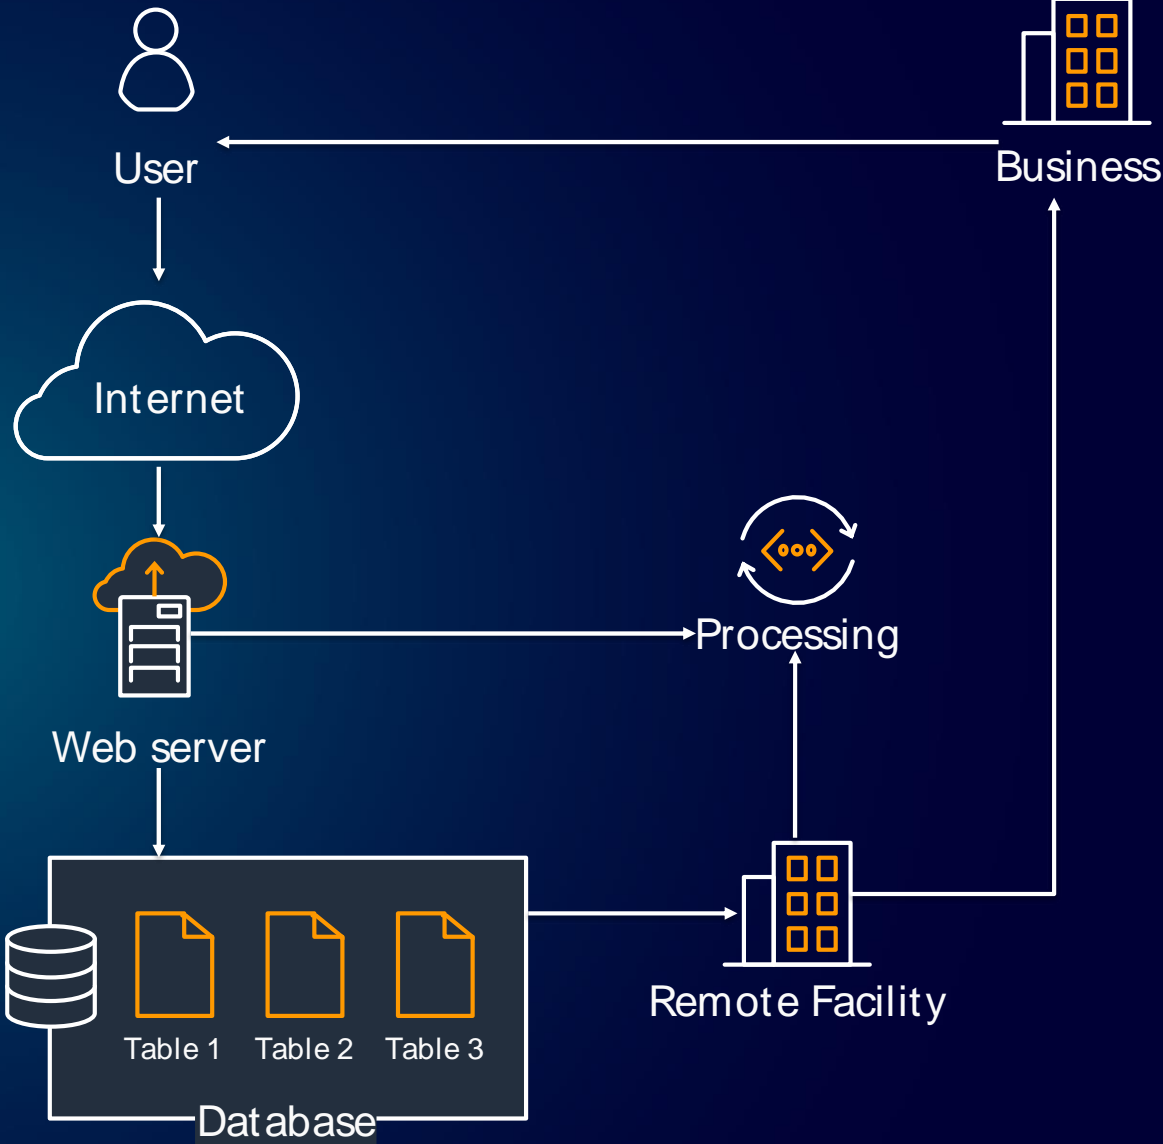 User
Business
Internet
Processing
Web server
Remote Facility
Table 1
Table 2
Table 3
Database